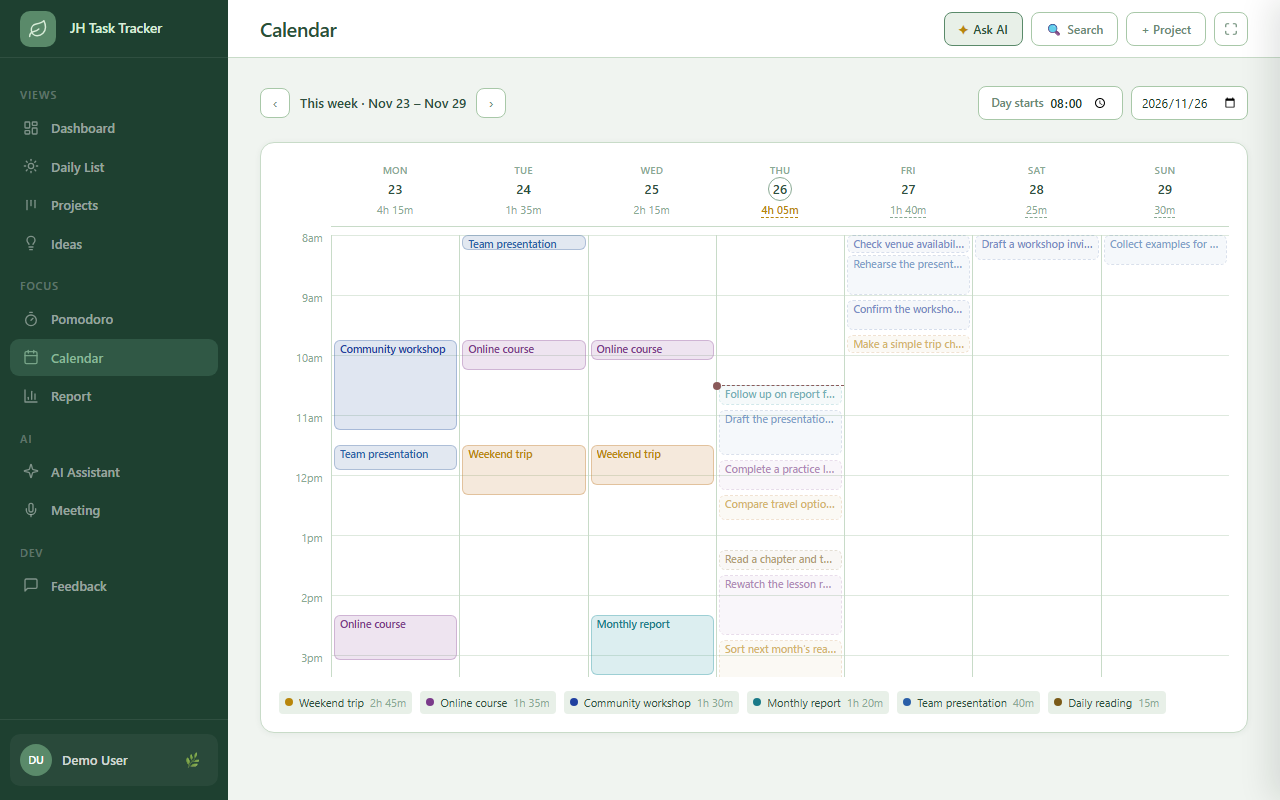 JH Task Tracker
VIEWS
Dashboard
Daily List
Projects
Ideas
FOCUS
Pomodoro
Calendar
Report
AI
AI Assistant
Meeting
DEV
Feedback
DU Demo User
Calendar
Ask AI
Search
+ Project
‹ This week · Nov 23 – Nov 29 ›
Day starts 08:00
2026/11/26
MON TUE WED THU FRI SAT SUN
23 24 25 26 27 28 29
4h 15m 1h 35m 2h 15m 4h 05m 1h 40m 25m 30m
8am
9am
10am
11am
12pm
1pm
2pm
3pm
Community workshop
Team presentation
Online course
Team presentation
Online course
Weekend trip
Online course
Weekend trip
Monthly report
Follow up on report f...
Draft the presentatio...
Complete a practice l...
Compare travel optio...
Read a chapter and t...
Rewatch the lesson r...
Sort next month's rea...
Check venue availabil...
Rehearse the present...
Confirm the worksho...
Make a simple trip ch...
Draft a workshop invi...
Collect examples for ...
Weekend trip 2h 45m
Online course 1h 35m
Community workshop 1h 30m
Monthly report 1h 20m
Team presentation 40m
Daily reading 15m